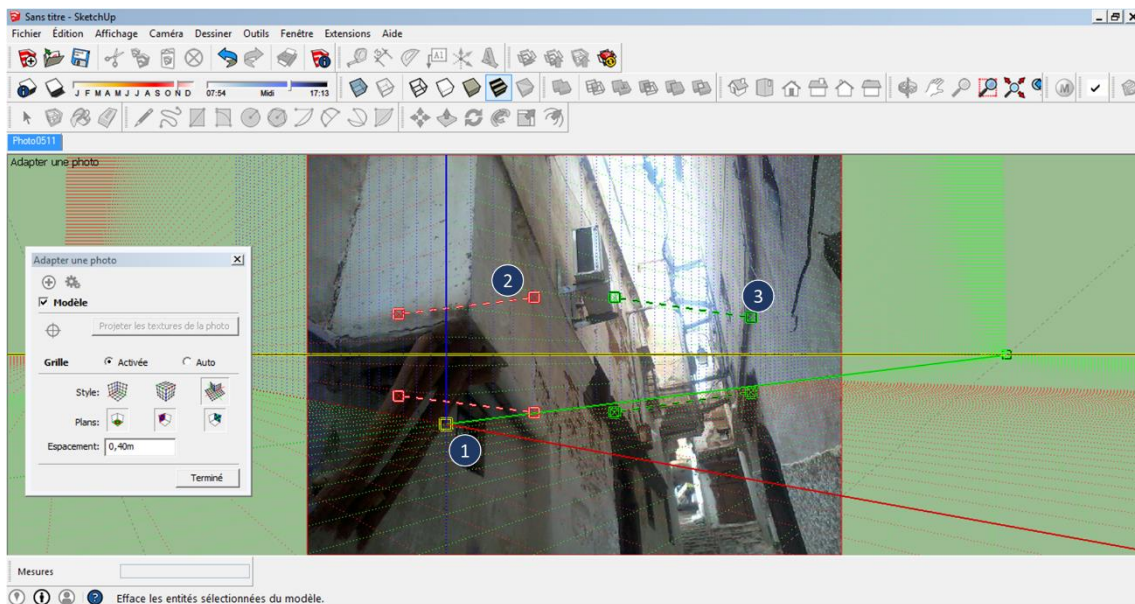 Sans titre - SketchUp
Fichier Édition Affichage Caméra Dessiner Outils Fenêtre Extensions Aide
A1
J F M A M J J A S O N D 07:54 Midi 17:13 M
Photo0511
Adapter une photo
Adapter une photo
Modèle
Projeter les textures de la photo
Grille Activée Auto
Style:
Plans:
Espacement: 0,40m
Terminé
2
3
1
Mesures
Efface les entités sélectionnées du modèle.